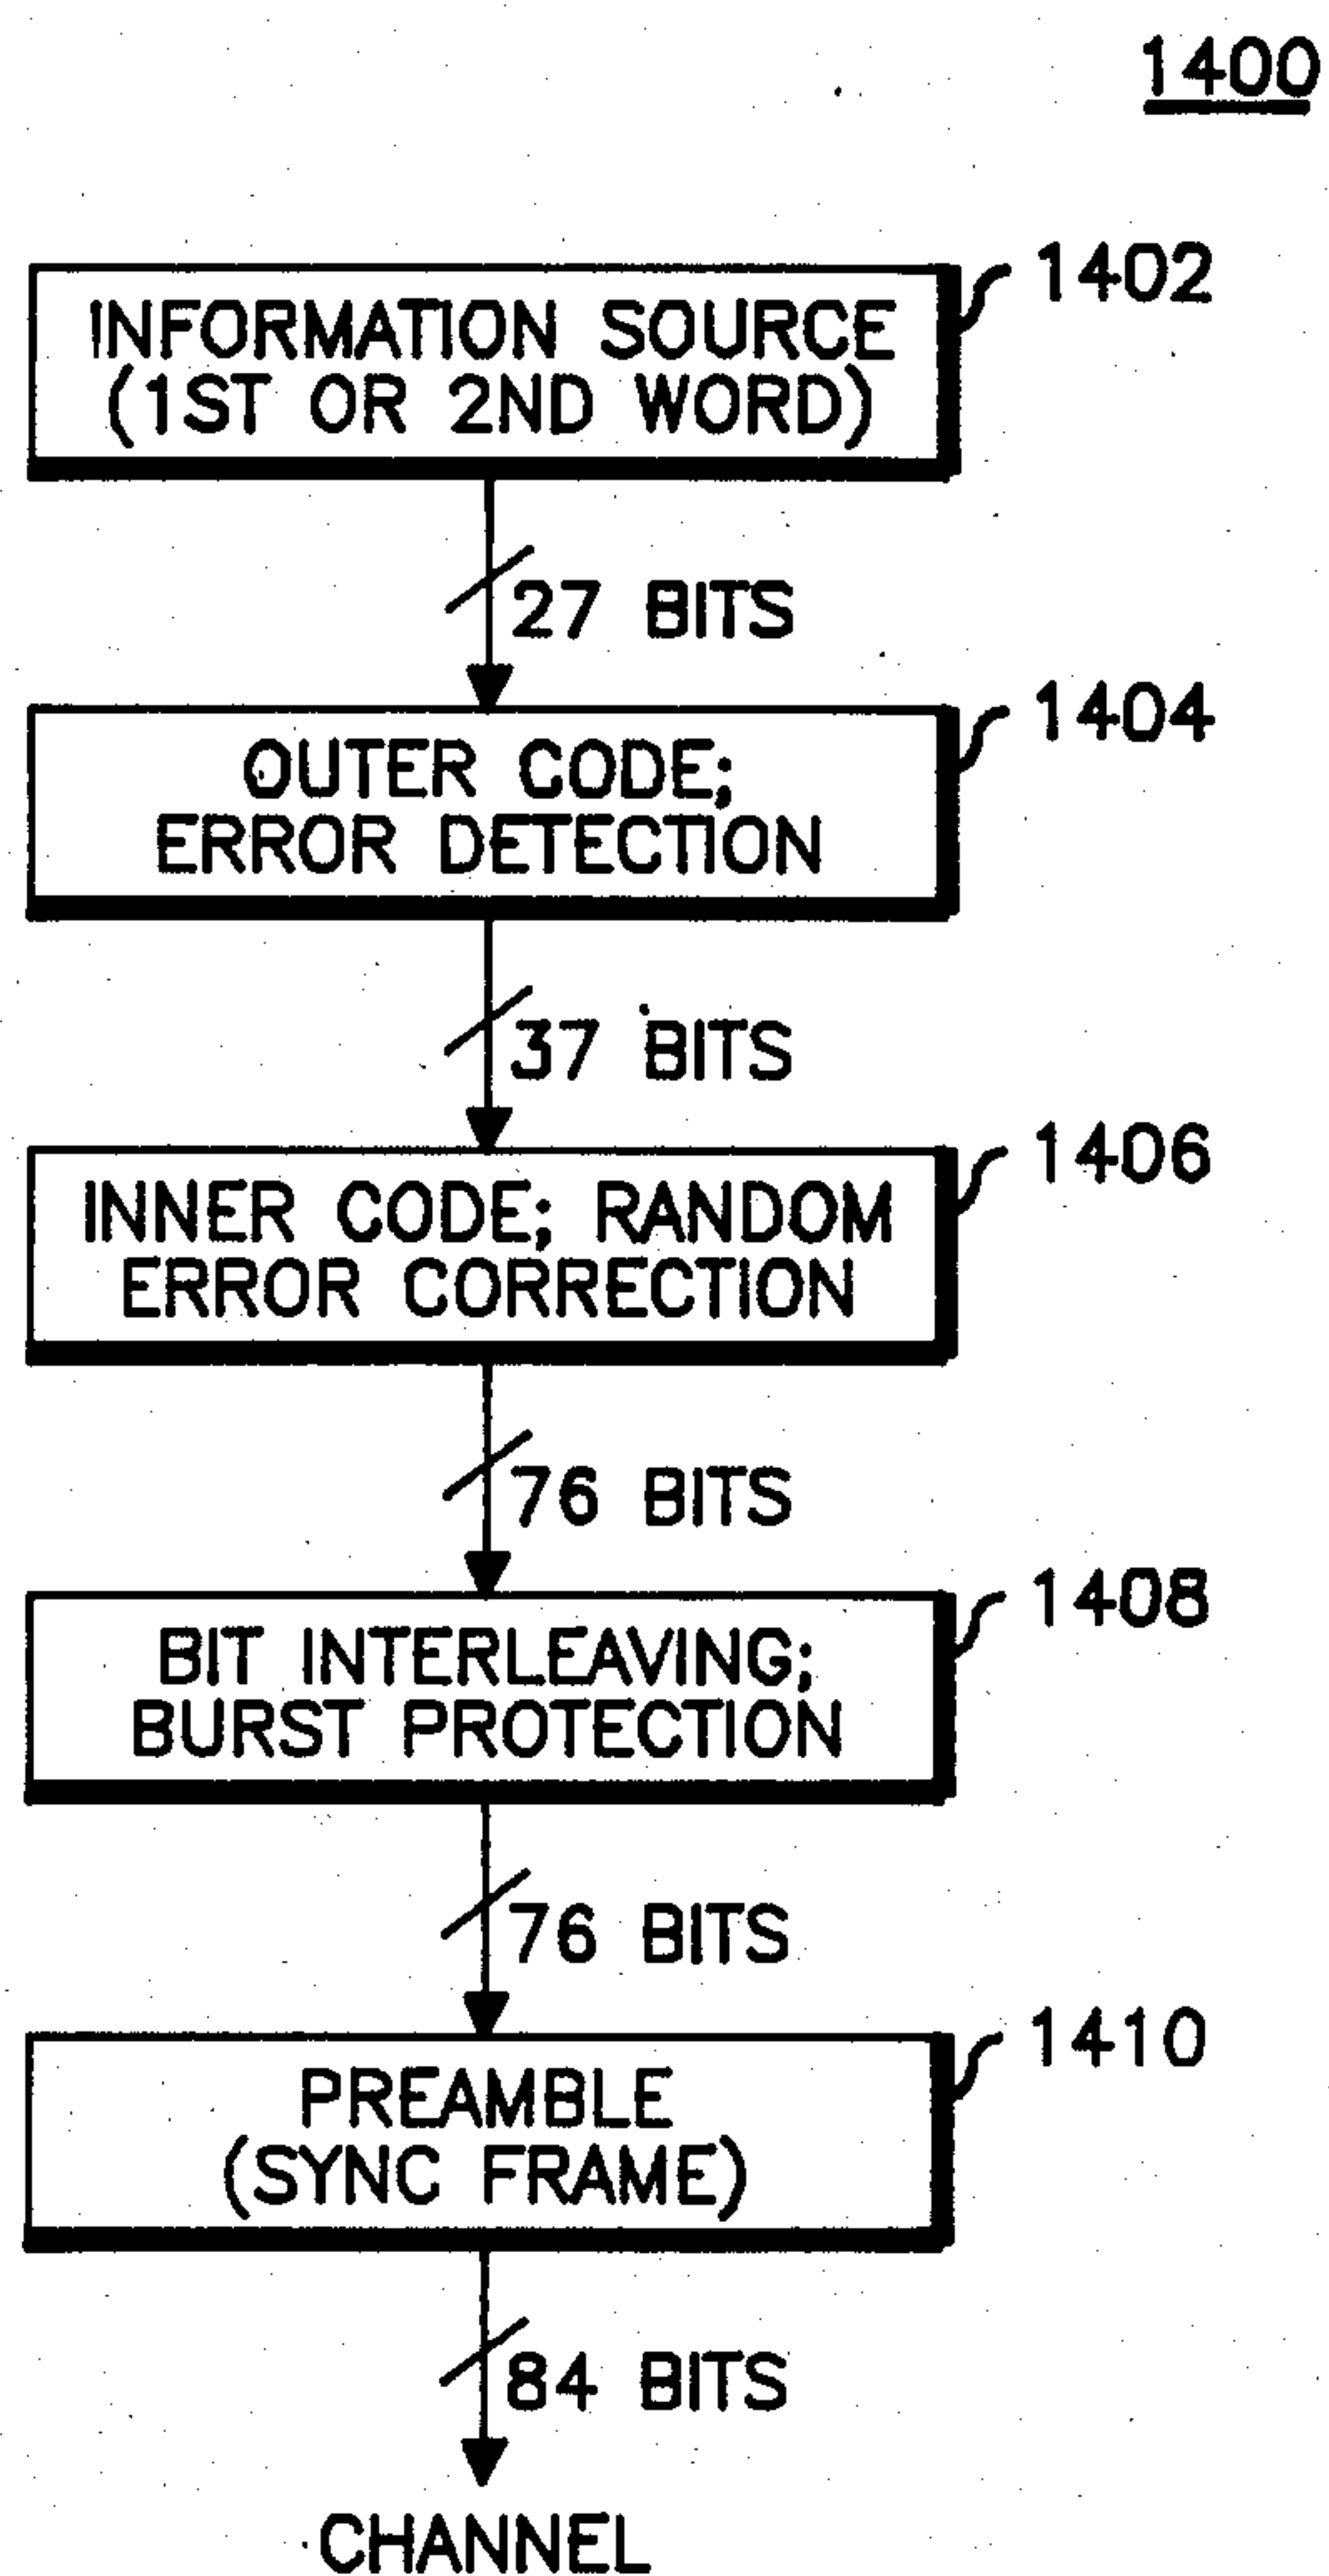 1400
1402
INFORMATION SOURCE
(1ST OR 2ND WORD)
27 BITS
1404
OUTER CODE;
ERROR DETECTION
37 BITS
1406
INNER CODE; RANDOM
ERROR CORRECTION
76 BITS
1408
BIT INTERLEAVING;
BURST PROTECTION
76 BITS
1410
PREAMBLE
(SYNC FRAME)
84 BITS
CHANNEL